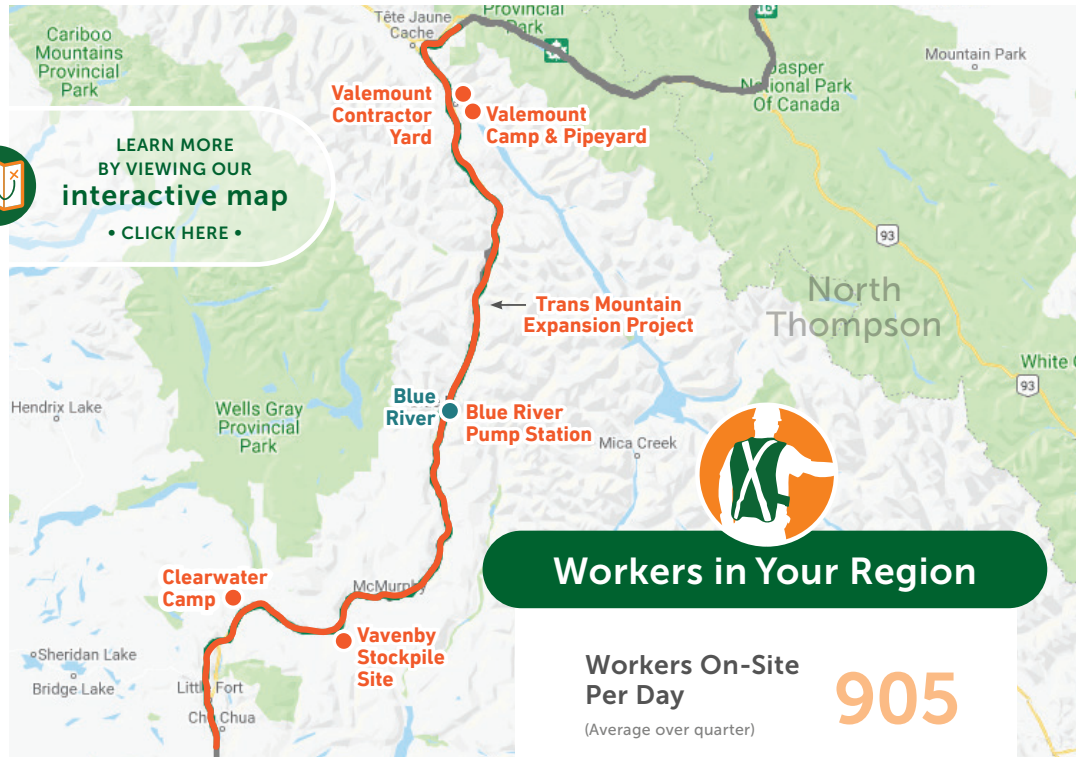 Cariboo
Mountains
Provincial
Park
Tête Jaune
Cache
Provincial
Park
16
Jasper
National Park
Of Canada
Mountain Park
Valemount
Contractor
Yard
Valemount
Camp & Pipeyard
LEARN MORE
BY VIEWING OUR
interactive map
• CLICK HERE •
93
North
Thompson
Trans Mountain
Expansion Project
White
93
Hendrix Lake
Wells Gray
Provincial
Park
Blue
River
Blue River
Pump Station
Mica Creek
Workers in Your Region
Clearwater
Camp
McMurphy
Vavenby
Stockpile
Site
Sheridan Lake
Bridge Lake
Little Fort
Chu Chua
Workers On-Site
Per Day
(Average over quarter)
905